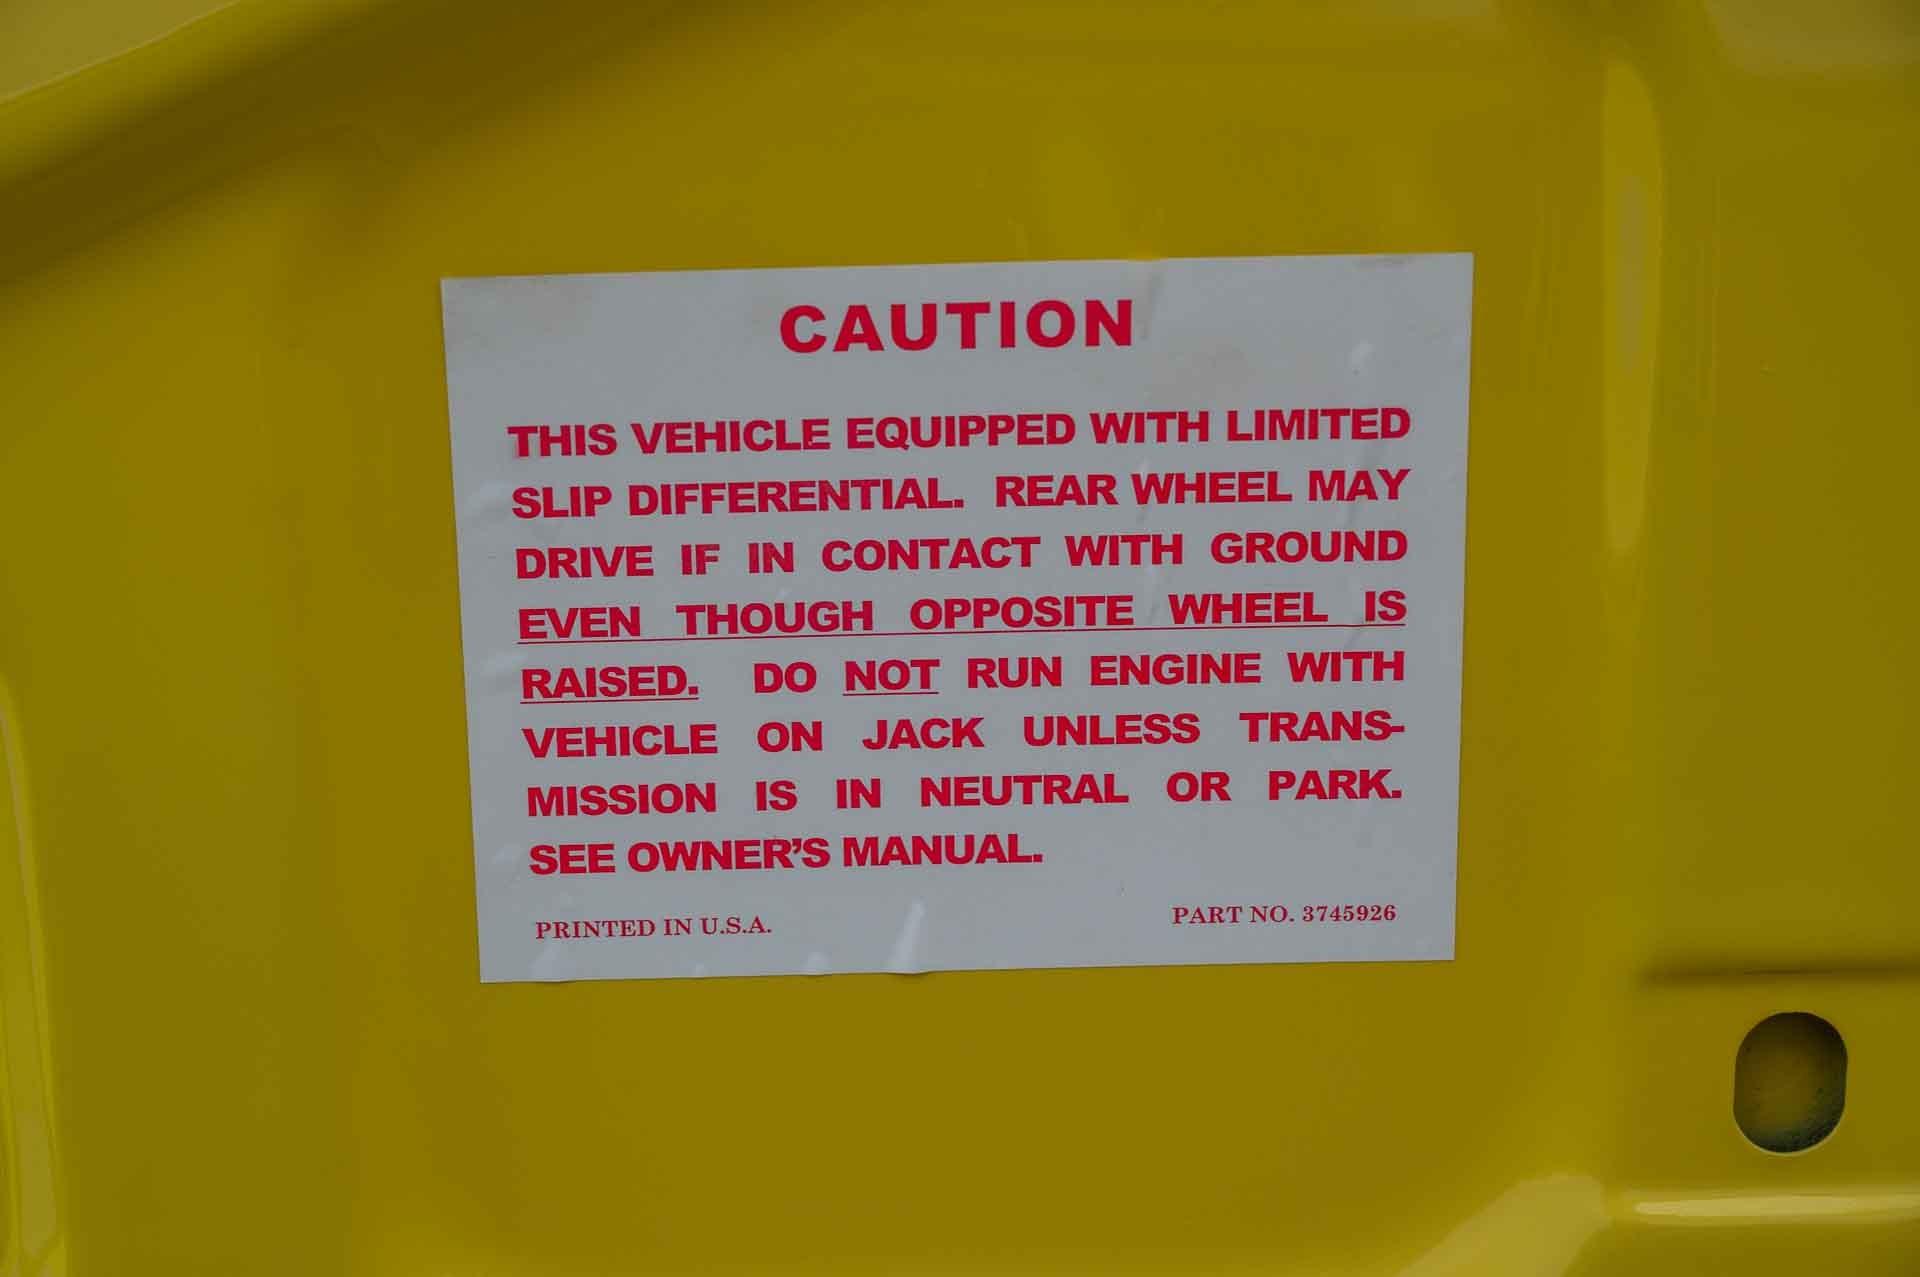 CAUTION
THIS VEHICLE EQUIPPED WITH LIMITED
SLIP DIFFERENTIAL. REAR WHEEL MAY
DRIVE IF IN CONTACT WITH GROUND
EVEN THOUGH OPPOSITE WHEEL IS
RAISED. DO NOT RUN ENGINE WITH
VEHICLE ON JACK UNLESS TRANS-
MISSION IS IN NEUTRAL OR PARK.
SEE OWNER'S MANUAL.
PRINTED IN U.S.A. PART NO. 3745926